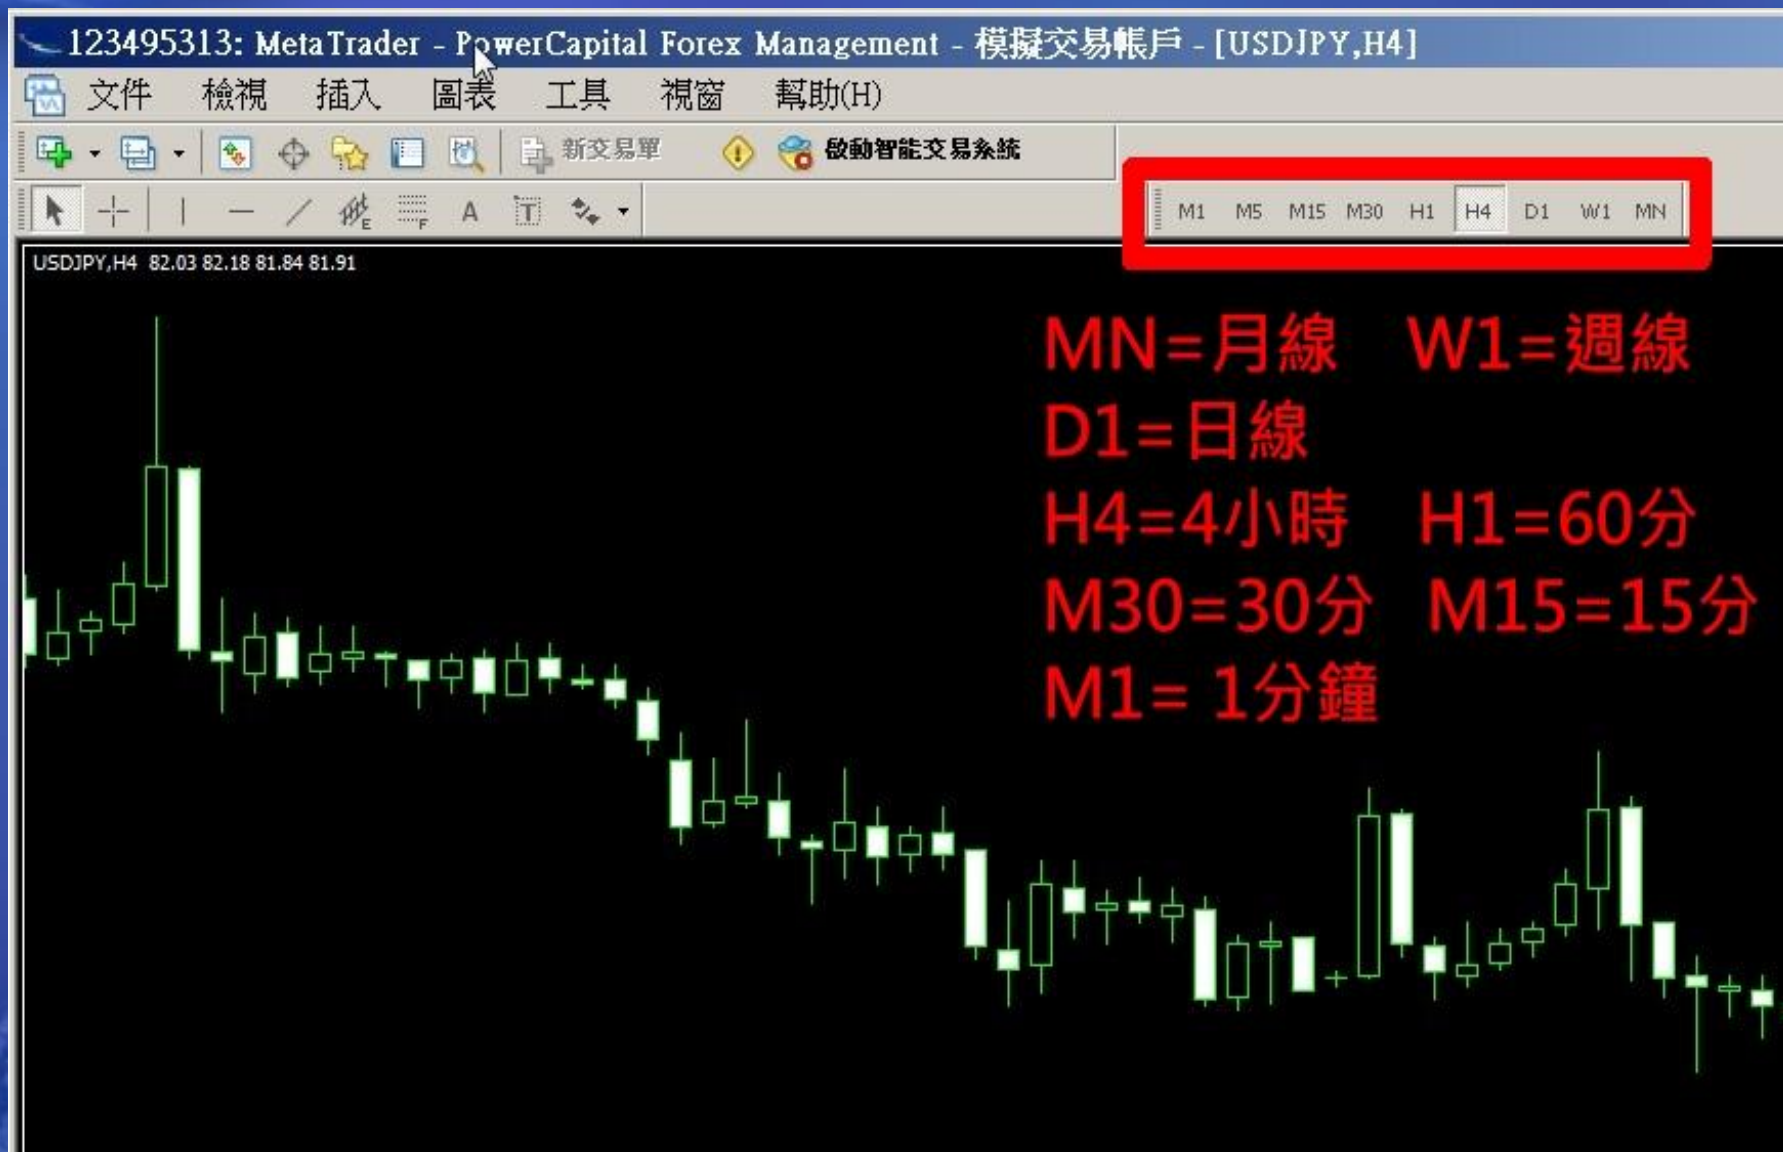 123495313: MetaTrader - PowerCapital Forex Management - 模擬交易帳戶 - [USDJPY,H4]
文件 檢視 插入 圖表 工具 視窗 幫助(H)
新交易單 啟動智能交易系統
E F A T M1 M5 M15 M30 H1 H4 D1 W1 MN
USDJPY,H4 82.03 82.18 81.84 81.91
MN=月線 W1=週線
D1=日線
H4=4小時 H1=60分
M30=30分 M15=15分
M1= 1分鐘